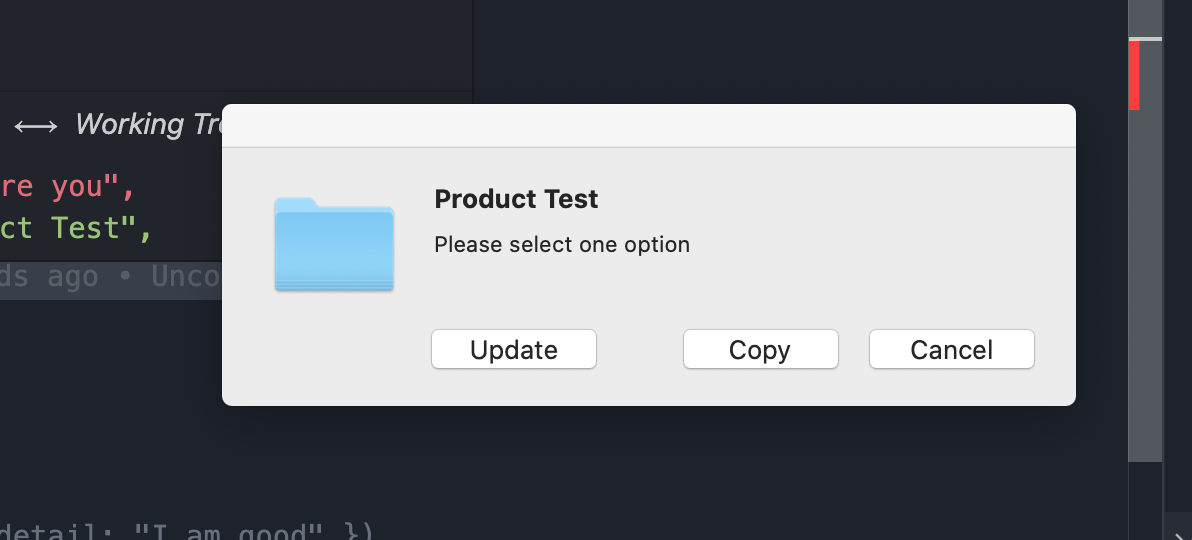 ⟷ Working Tr
re you",
ct Test",
ds ago • Unco
Product Test
Please select one option
Update Copy Cancel
detail: "I am good" })